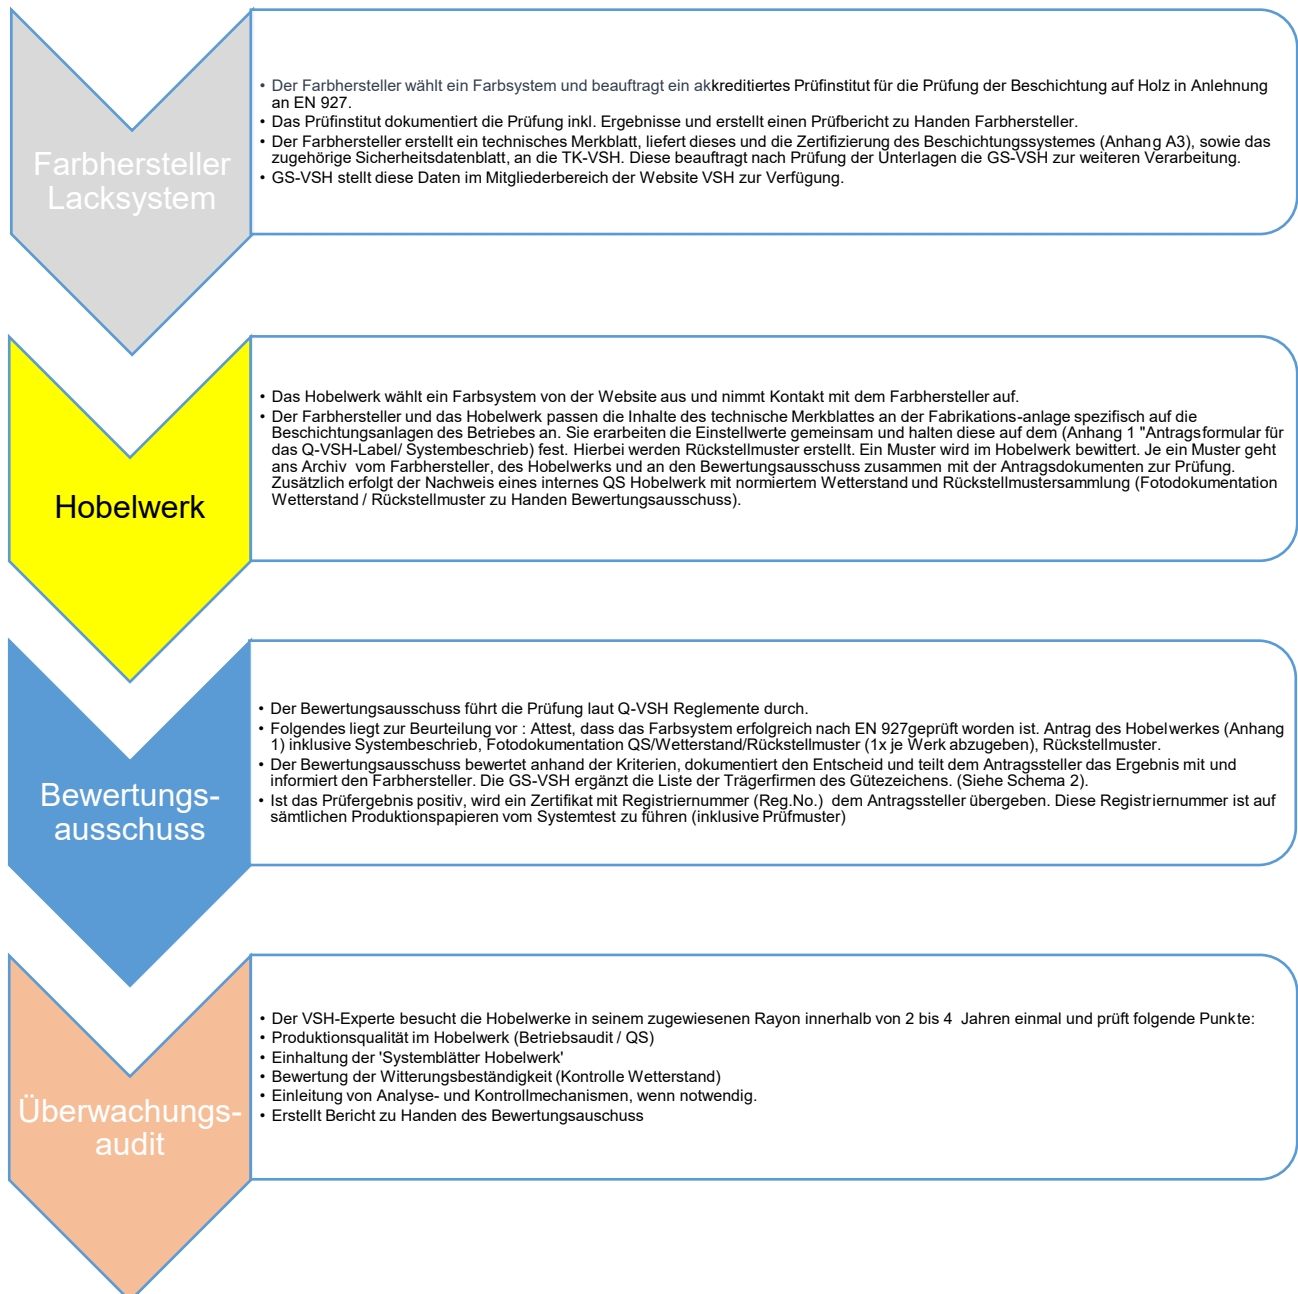 Farbhersteller
Lacksystem
• Der Farbhersteller wählt ein Farbsystem und beauftragt ein akkreditiertes Prüfinstitut für die Prüfung der Beschichtung auf Holz in Anlehnung
an EN 927.
• Das Prüfinstitut dokumentiert die Prüfung inkl. Ergebnisse und erstellt einen Prüfbericht zu Handen Farbhersteller.
• Der Farbhersteller erstellt ein technisches Merkblatt, liefert dieses und die Zertifizierung des Beschichtungssystemes (Anhang A3), sowie das
zugehörige Sicherheitsdatenblatt, an die TK-VSH. Diese beauftragt nach Prüfung der Unterlagen die GS-VSH zur weiteren Verarbeitung.
• GS-VSH stellt diese Daten im Mitgliederbereich der Website VSH zur Verfügung.
Hobelwerk
• Das Hobelwerk wählt ein Farbsystem von der Website aus und nimmt Kontakt mit dem Farbhersteller auf.
• Der Farbhersteller und das Hobelwerk passen die Inhalte des technische Merkblattes an der Fabrikations-anlage spezifisch auf die
Beschichtungsanlagen des Betriebes an. Sie erarbeiten die Einstellwerte gemeinsam und halten diese auf dem (Anhang 1 "Antragsformular für
das Q-VSH-Label/ Systembeschrieb) fest. Hierbei werden Rückstellmuster erstellt. Ein Muster wird im Hobelwerk bewittert. Je ein Muster geht
ans Archiv vom Farbhersteller, des Hobelwerks und an den Bewertungsausschuss zusammen mit der Antragsdokumenten zur Prüfung.
Zusätzlich erfolgt der Nachweis eines internes QS Hobelwerk mit normiertem Wetterstand und Rückstellmustersammlung (Fotodokumentation
Wetterstand / Rückstellmuster zu Handen Bewertungsausschuss).
Bewertungs-
ausschuss
• Der Bewertungsausschuss führt die Prüfung laut Q-VSH Reglemente durch.
• Folgendes liegt zur Beurteilung vor : Attest, dass das Farbsystem erfolgreich nach EN 927geprüft worden ist. Antrag des Hobelwerkes (Anhang
1) inklusive Systembeschrieb, Fotodokumentation QS/Wetterstand/Rückstellmuster (1x je Werk abzugeben), Rückstellmuster.
• Der Bewertungsausschuss bewertet anhand der Kriterien, dokumentiert den Entscheid und teilt dem Antragssteller das Ergebnis mit und
informiert den Farbhersteller. Die GS-VSH ergänzt die Liste der Trägerfirmen des Gütezeichens. (Siehe Schema 2).
• Ist das Prüfergebnis positiv, wird ein Zertifikat mit Registriernummer (Reg.No.) dem Antragssteller übergeben. Diese Registriernummer ist auf
sämtlichen Produktionspapieren vom Systemtest zu führen (inklusive Prüfmuster)
Überwachungs-
audit
• Der VSH-Experte besucht die Hobelwerke in seinem zugewiesenen Rayon innerhalb von 2 bis 4 Jahren einmal und prüft folgende Punkte:
• Produktionsqualität im Hobelwerk (Betriebsaudit / QS)
• Einhaltung der 'Systemblätter Hobelwerk'
• Bewertung der Witterungsbeständigkeit (Kontrolle Wetterstand)
• Einleitung von Analyse- und Kontrollmechanismen, wenn notwendig.
• Erstellt Bericht zu Handen des Bewertungsauschuss